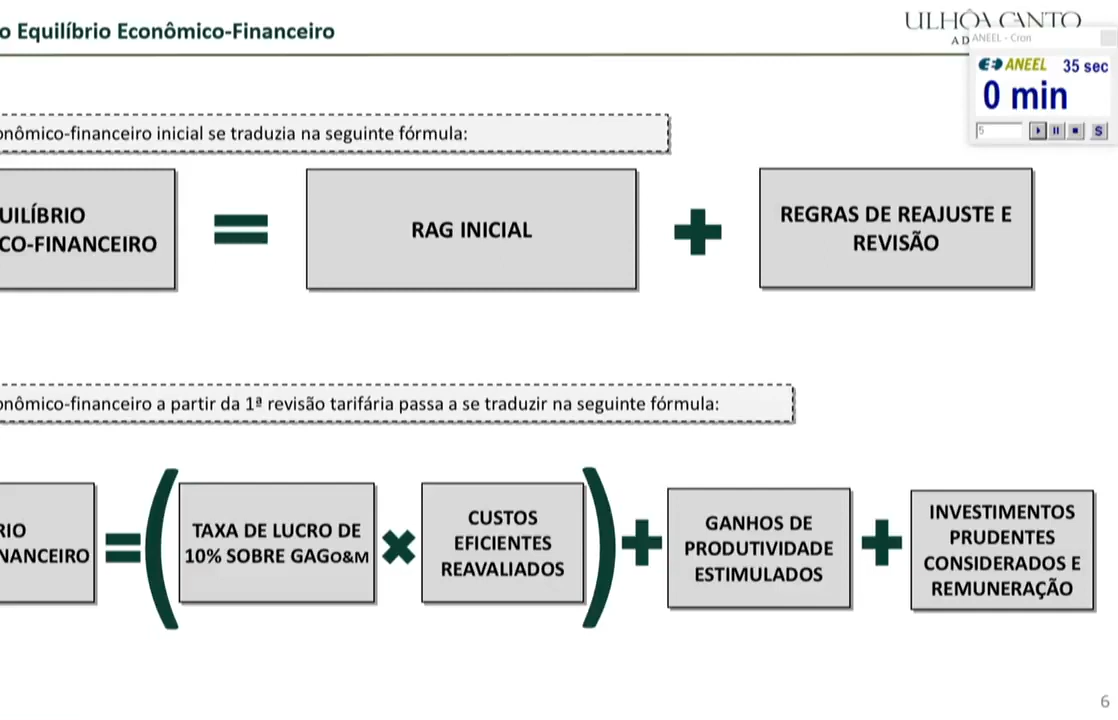 o Equilíbrio Econômico-Financeiro
ULHÔA CANTO
AD
ANEEL - Cron
ANEEL 35 sec
0 min
5
S
onômico-financeiro inicial se traduzia na seguinte fórmula:
UILÍBRIO
CO-FINANCEIRO
=
RAG INICIAL
+
REGRAS DE REAJUSTE E
REVISÃO
onômico-financeiro a partir da 1ª revisão tarifária passa a se traduzir na seguinte fórmula:
RIO
NANCEIRO
=
(
TAXA DE LUCRO DE
10% SOBRE GAGO&M
×
CUSTOS
EFICIENTES
REAVALIADOS
)
+
GANHOS DE
PRODUTIVIDADE
ESTIMULADOS
+
INVESTIMENTOS
PRUDENTES
CONSIDERADOS E
REMUNERAÇÃO
6